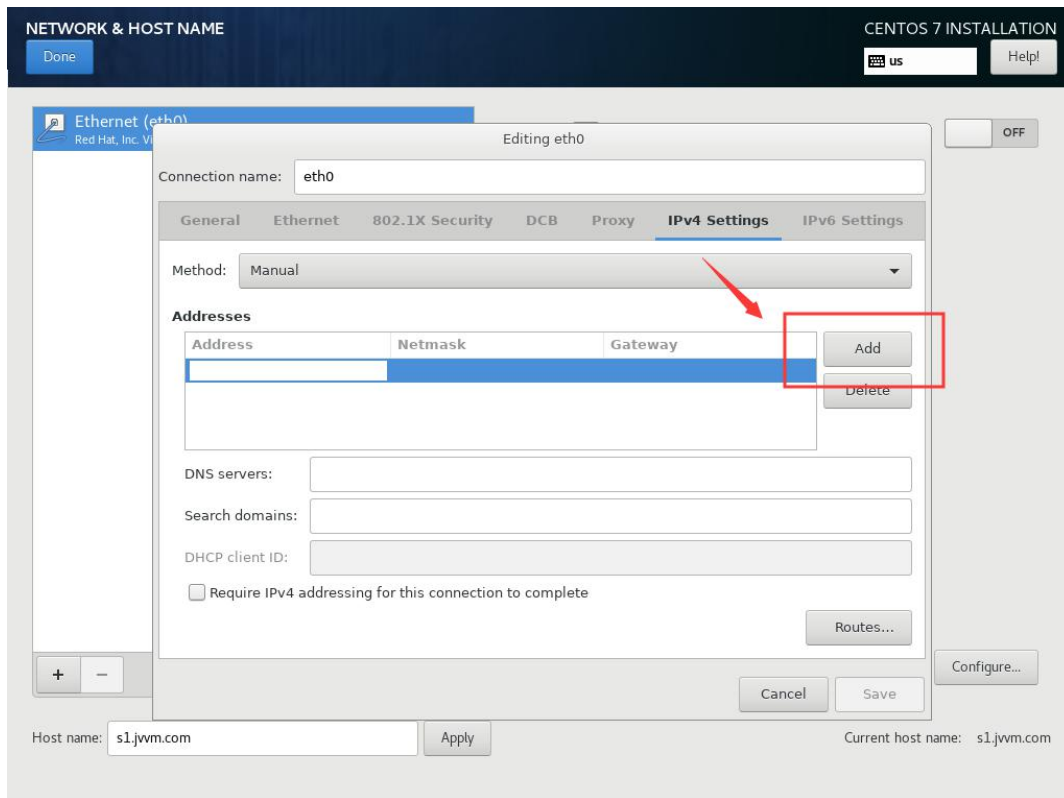 NETWORK & HOST NAME
CENTOS 7 INSTALLATION
Done
us
Help!
Ethernet (eth0)
Red Hat, Inc. Vi
OFF
Editing eth0
Connection name: eth0
General Ethernet 802.1X Security DCB Proxy IPv4 Settings IPv6 Settings
Method: Manual
Addresses
Address Netmask Gateway
Add
Delete
DNS servers:
Search domains:
DHCP client ID:
Require IPv4 addressing for this connection to complete
Routes...
+ − Configure...
Cancel Save
Host name: s1.jvvm.com Apply Current host name: s1.jvvm.com